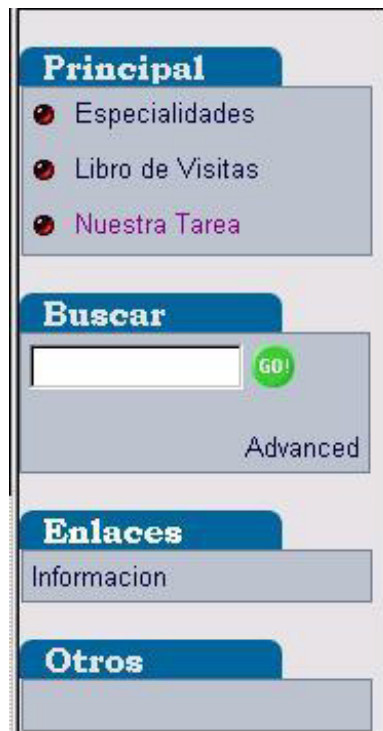 Principal
Especialidades
Libro de Visitas
Nuestra Tarea
Buscar
GO!
Advanced
Enlaces
Informacion
Otros